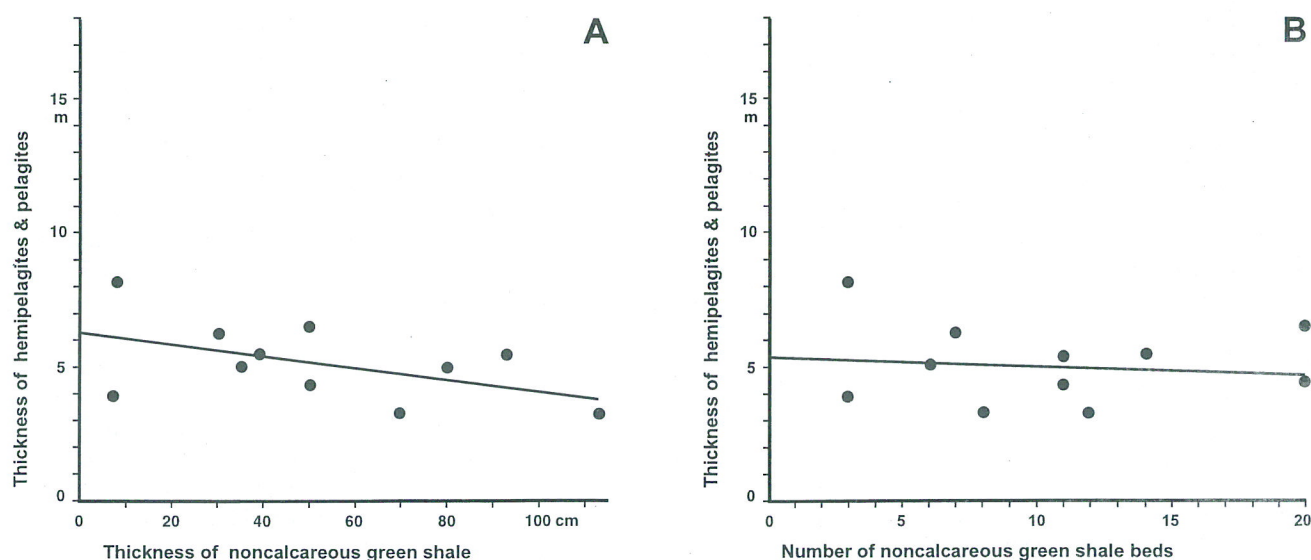 A
15
m
10
5
0
Thickness of hemipelagites & pelagites
0 20 40 60 80 100 cm
Thickness of noncalcareous green shale
B
15
m
10
5
0
Thickness of hemipelagites & pelagites
0 5 10 15 20
Number of noncalcareous green shale beds